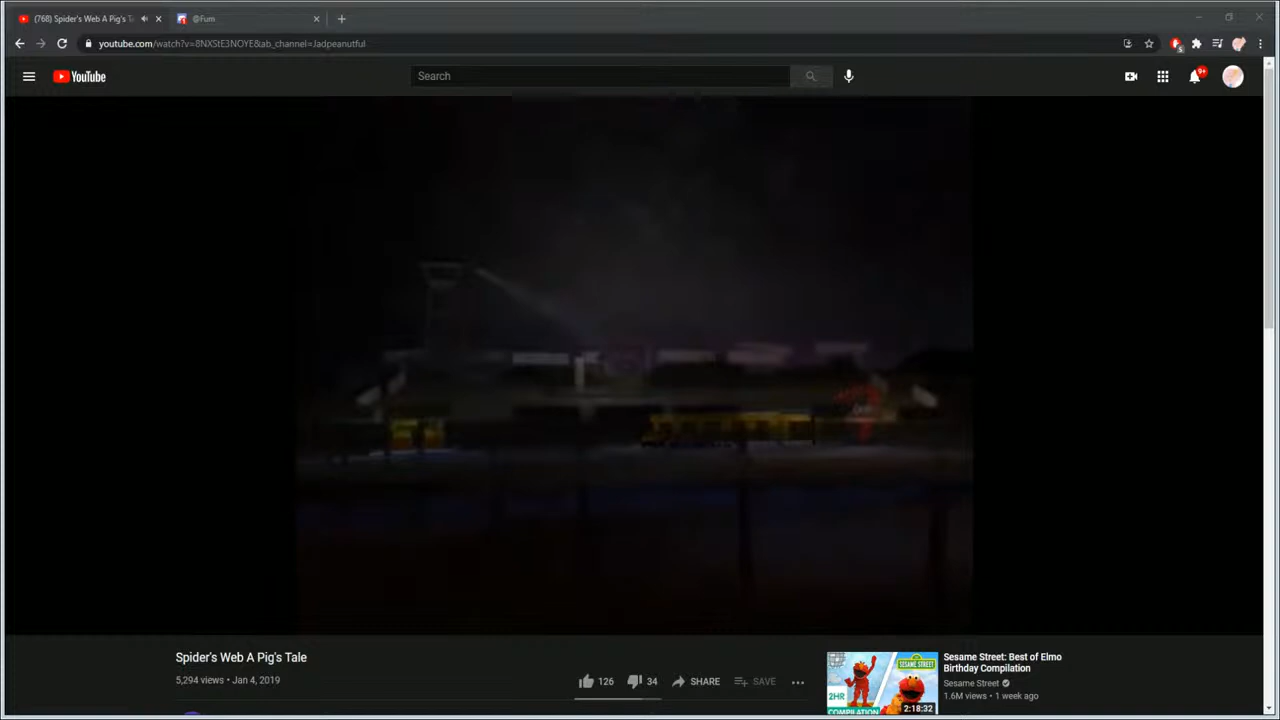 (768) Spider's Web A Pig's T
@Fum
youtube.com/watch?v=8NXStE3NOYE&ab_channel=Jadpeanutful
5
YouTube
Search
9+
Spider's Web A Pig's Tale
5,294 views • Jan 4, 2019
126
34
SHARE
SAVE
SESAME STREET
2HR
COMPILATION
2:18:32
Sesame Street: Best of Elmo
Birthday Compilation
Sesame Street
1.6M views • 1 week ago